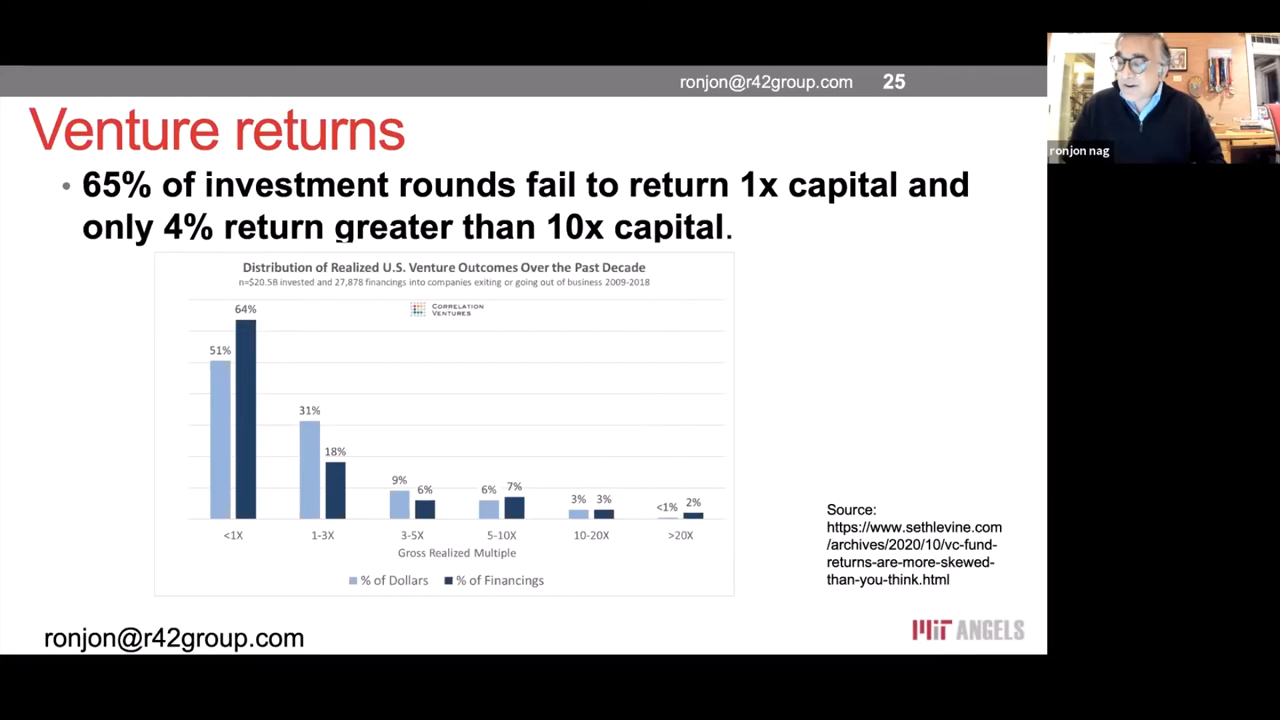 ronjon@r42group.com 25
Venture returns
• 65% of investment rounds fail to return 1x capital and
only 4% return greater than 10x capital.
Distribution of Realized U.S. Venture Outcomes Over the Past Decade
n=$20.5B invested and 27,878 financings into companies exiting or going out of business 2009-2018
CORRELATION
VENTURES
64%
51%
31%
18%
9%
6%
6%
7%
3%
3%
<1%
2%
<1X 1-3X 3-5X 5-10X 10-20X >20X
Gross Realized Multiple
% of Dollars % of Financings
Source:
https://www.sethlevine.com
/archives/2020/10/vc-fund-
returns-are-more-skewed-
than-you-think.html
ronjon@r42group.com
MIT ANGELS
ronjon nag